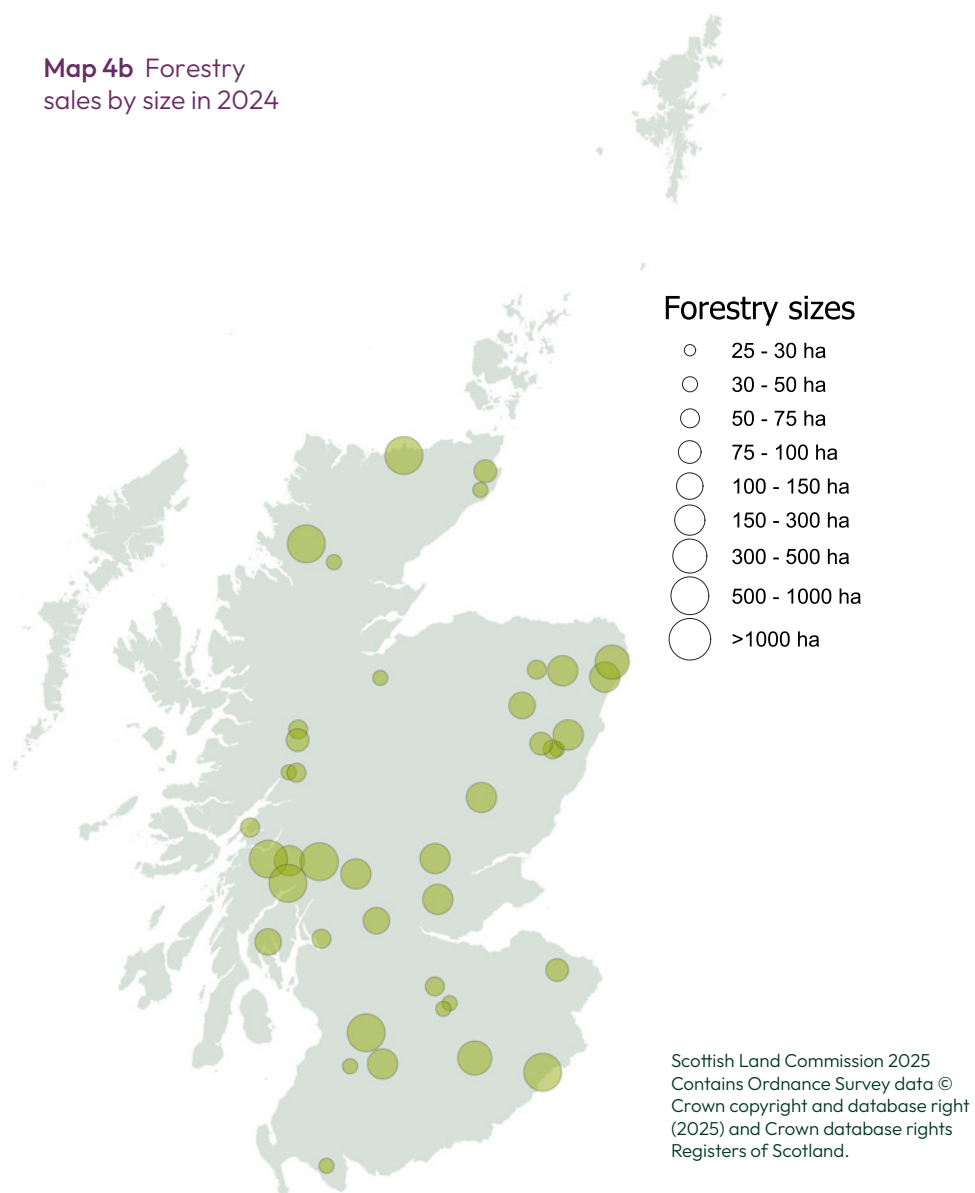 Map 4b Forestry
sales by size in 2024
Forestry sizes
25 - 30 ha
30 - 50 ha
50 - 75 ha
75 - 100 ha
100 - 150 ha
150 - 300 ha
300 - 500 ha
500 - 1000 ha
>1000 ha
Scottish Land Commission 2025
Contains Ordnance Survey data ©
Crown copyright and database right
(2025) and Crown database rights
Registers of Scotland.